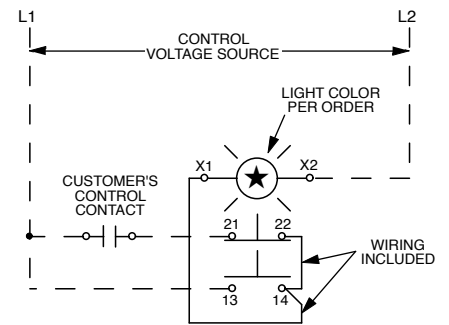 L1
L2
CONTROL
VOLTAGE SOURCE
LIGHT COLOR
PER ORDER
X1
X2
CUSTOMER'S
CONTROL
CONTACT
21
22
WIRING
INCLUDED
13
14